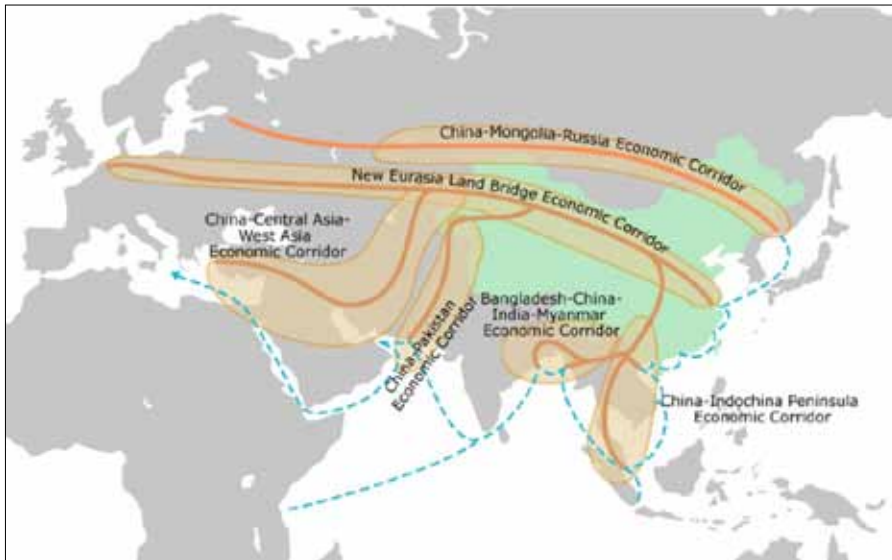 China-Mongolia-Russia Economic Corridor
New Eurasia Land Bridge Economic Corridor
China-Central Asia-
West Asia
Economic Corridor
China-Pakistan
Economic Corridor
Bangladesh-China-
India-Myanmar
Economic Corridor
China-Indochina Peninsula
Economic Corridor